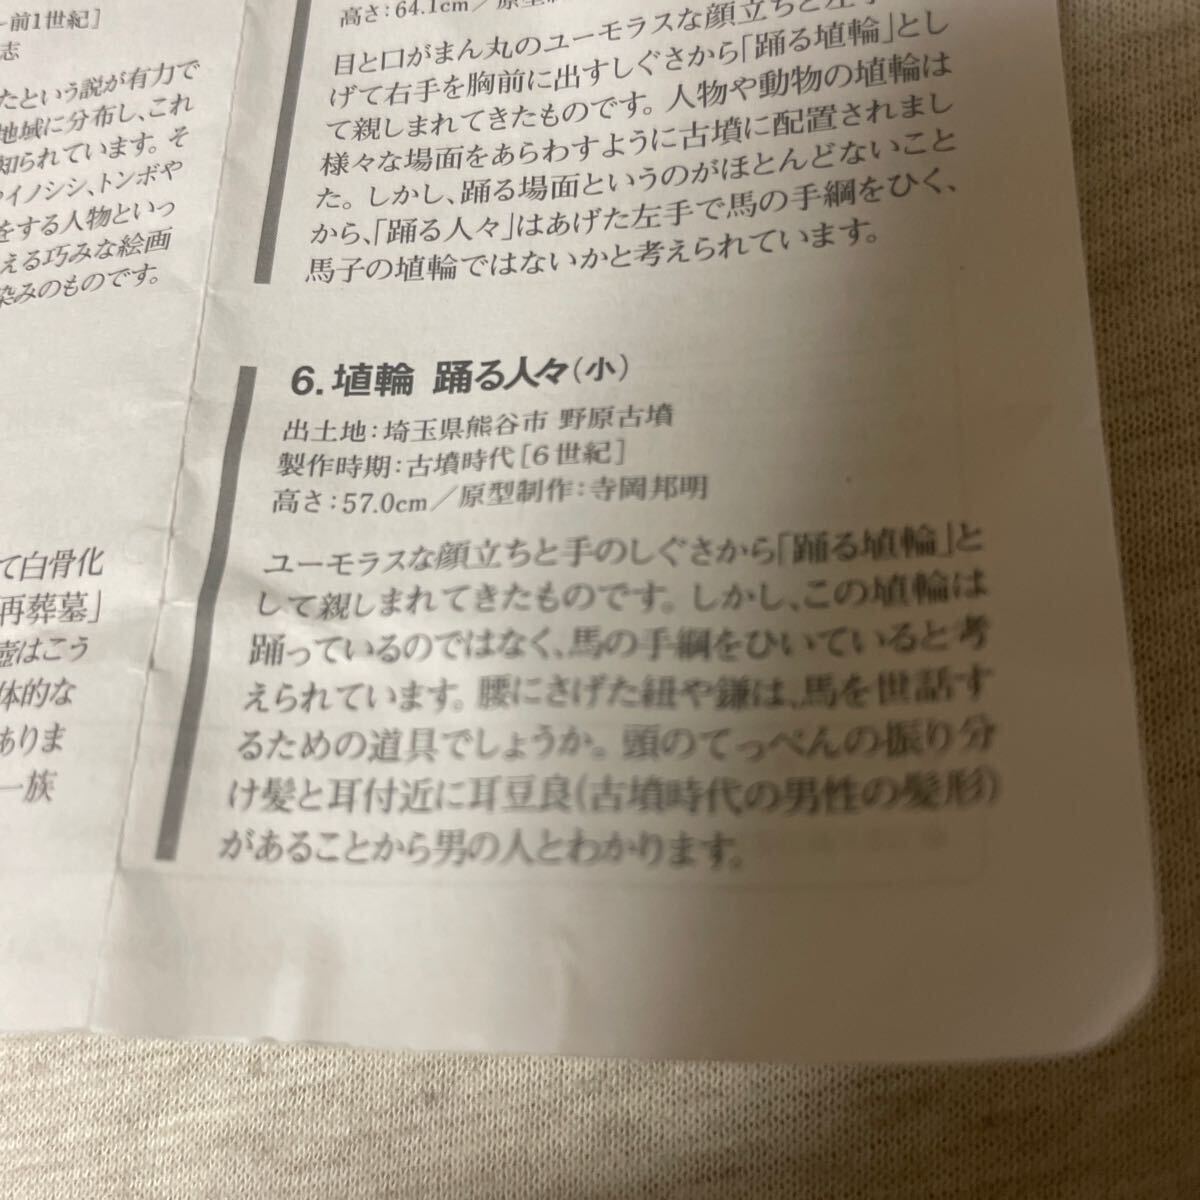 ～前1世紀]
志
たという説が有力で
地域に分布し、これ
知られています。そ
やイノシシ、トンボや
をする人物といっ
える巧みな絵画
染みのものです。
て白骨化
「再葬墓」
壺はこう
体的な
ありま
一族
高さ:64.1cm／原型制
目と口がまん丸のユーモラスな顔立ちと左手
げて右手を胸前に出すしぐさから「踊る埴輪」とし
て親しまれてきたものです。人物や動物の埴輪は
様々な場面をあらわすように古墳に配置されまし
た。しかし、踊る場面というのがほとんどないこと
から、「踊る人々」はあげた左手で馬の手綱をひく、
馬子の埴輪ではないかと考えられています。
6. 埴輪 踊る人々(小)
出土地:埼玉県熊谷市 野原古墳
製作時期:古墳時代[6世紀]
高さ:57.0cm／原型制作:寺岡邦明
ユーモラスな顔立ちと手のしぐさから「踊る埴輪」と
して親しまれてきたものです。しかし、この埴輪は
踊っているのではなく、馬の手綱をひいていると考
えられています。腰にさげた紐や鎌は、馬を世話す
るための道具でしょうか。頭のてっぺんの振り分
け髪と耳付近に耳豆良(古墳時代の男性の髪形)
があることから男の人とわかります。